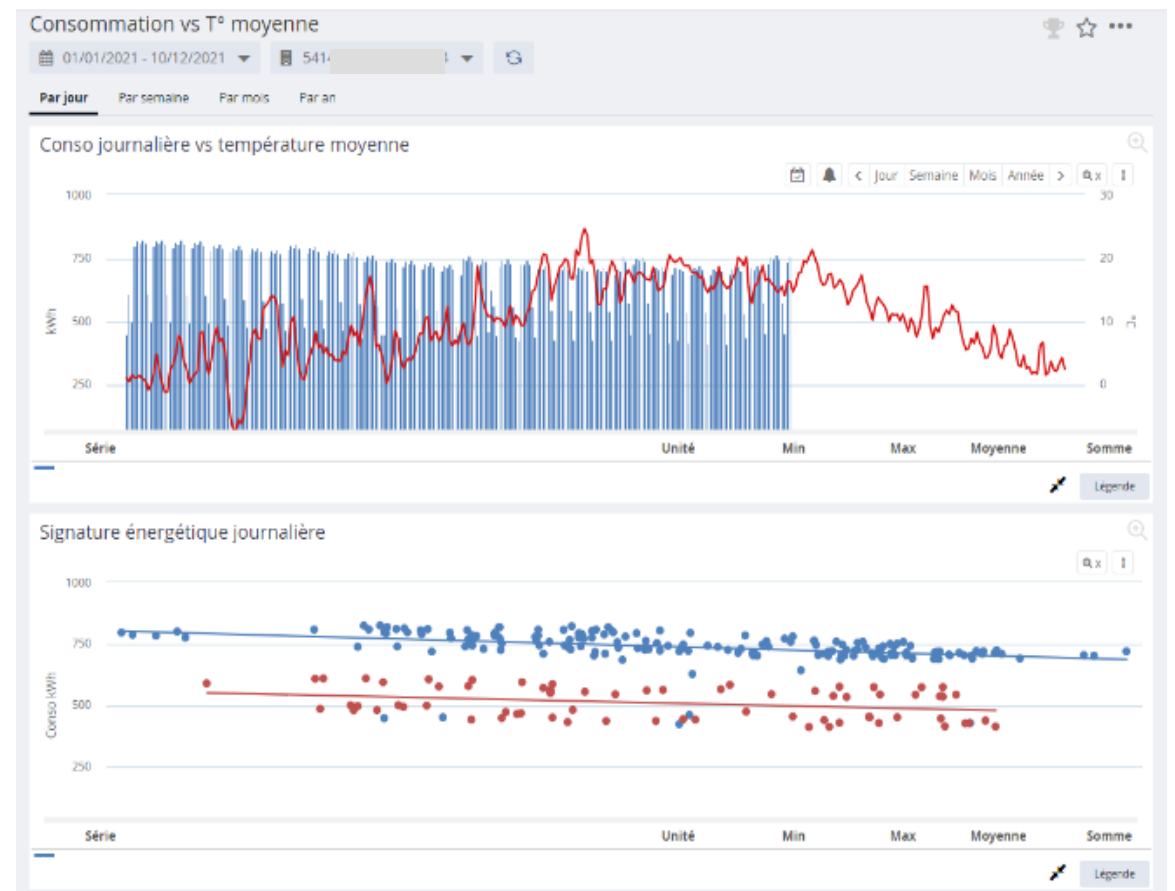 Consommation vs T° moyenne
01/01/2021 - 10/12/2021 5414
Par jour Par semaine Par mois Par an
Conso journalière vs température moyenne
< Jour Semaine Mois Année > x
1000 30
750 20
500 10
250 0
kWh
°C
Série Unité Min Max Moyenne Somme
Légende
Signature énergétique journalière
x
1000
750
500
250
Conso kWh
Série Unité Min Max Moyenne Somme
Légende